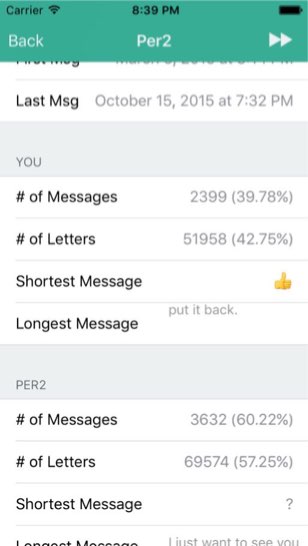 Carrier 8:39 PM
Back Per2
First Msg
Last Msg October 15, 2015 at 7:32 PM
YOU
# of Messages 2399 (39.78%)
# of Letters 51958 (42.75%)
Shortest Message 👍
Longest Message put it back.
PER2
# of Messages 3632 (60.22%)
# of Letters 69574 (57.25%)
Shortest Message ?
Longest Message I just want to see you